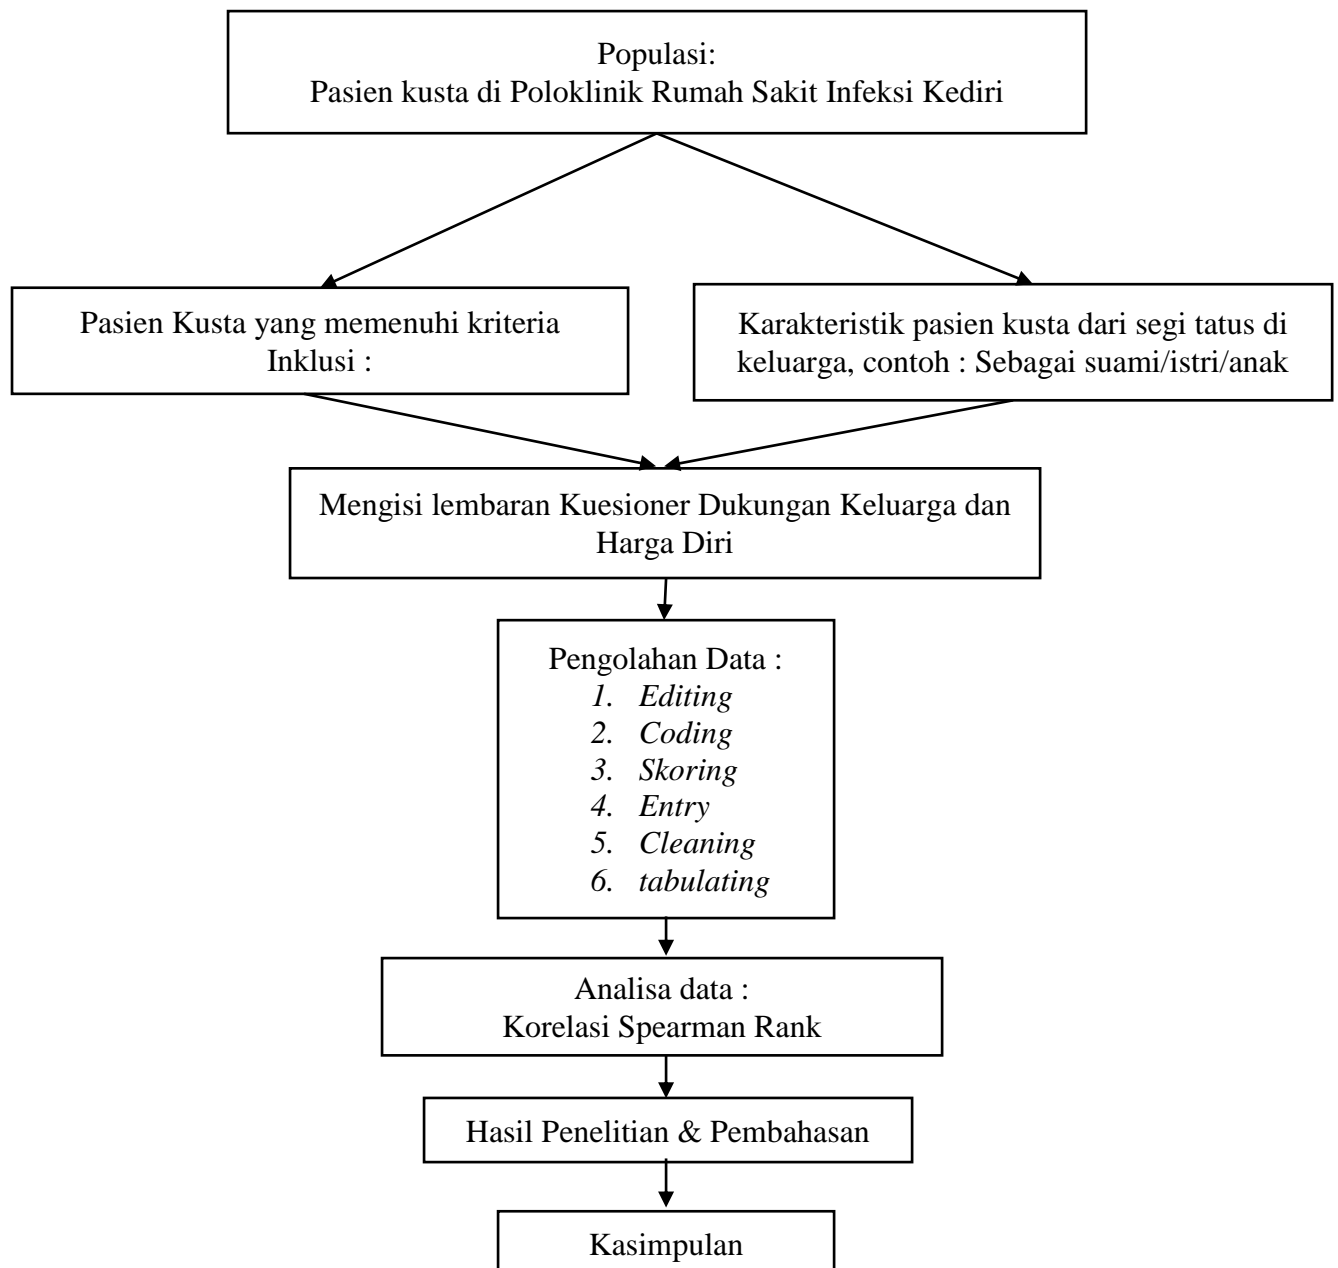 Populasi:
Pasien kusta di Poloklinik Rumah Sakit Infeksi Kediri
Pasien Kusta yang memenuhi kriteria
Inklusi :
Karakteristik pasien kusta dari segi tatus di
keluarga, contoh : Sebagai suami/istri/anak
Mengisi lembaran Kuesioner Dukungan Keluarga dan
Harga Diri
Pengolahan Data :
1. Editing
2. Coding
3. Skoring
4. Entry
5. Cleaning
6. tabulating
Analisa data :
Korelasi Spearman Rank
Hasil Penelitian & Pembahasan
Kasimpulan